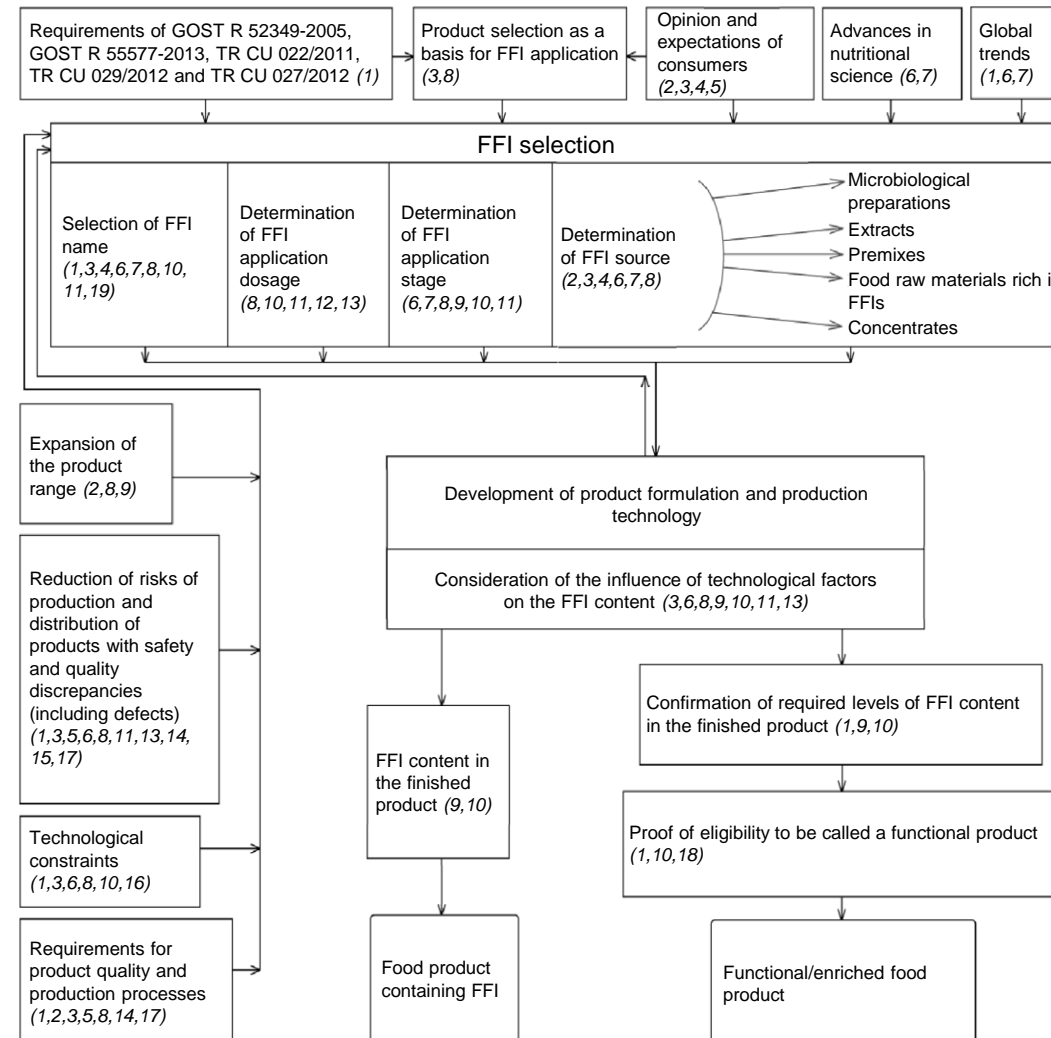 Requirements of GOST R 52349-2005,
GOST R 55577-2013, TR CU 022/2011,
TR CU 029/2012 and TR CU 027/2012 (1)
Product selection as a
basis for FFI application
(3,8)
Opinion and
expectations of
consumers
(2,3,4,5)
Advances in
nutritional
science (6,7)
Global
trends
(1,6,7)
FFI selection
Selection of FFI
name
(1,3,4,6,7,8,10,
11,19)
Determination
of FFI
application
dosage
(8,10,11,12,13)
Determination
of FFI
application
stage
(6,7,8,9,10,11)
Determination
of FFI source
(2,3,4,6,7,8)
Microbiological
preparations
Extracts
Premixes
Food raw materials rich i
FFIs
Concentrates
Expansion of
the product
range (2,8,9)
Reduction of risks of
production and
distribution of
products with safety
and quality
discrepancies
(including defects)
(1,3,5,6,8,11,13,14,
15,17)
Technological
constraints
(1,3,6,8,10,16)
Requirements for
product quality and
production processes
(1,2,3,5,8,14,17)
Development of product formulation and production
technology
Consideration of the influence of technological factors
on the FFI content (3,6,8,9,10,11,13)
FFI content in
the finished
product (9,10)
Food product
containing FFI
Confirmation of required levels of FFI content
in the finished product (1,9,10)
Proof of eligibility to be called a functional product
(1,10,18)
Functional/enriched food
product